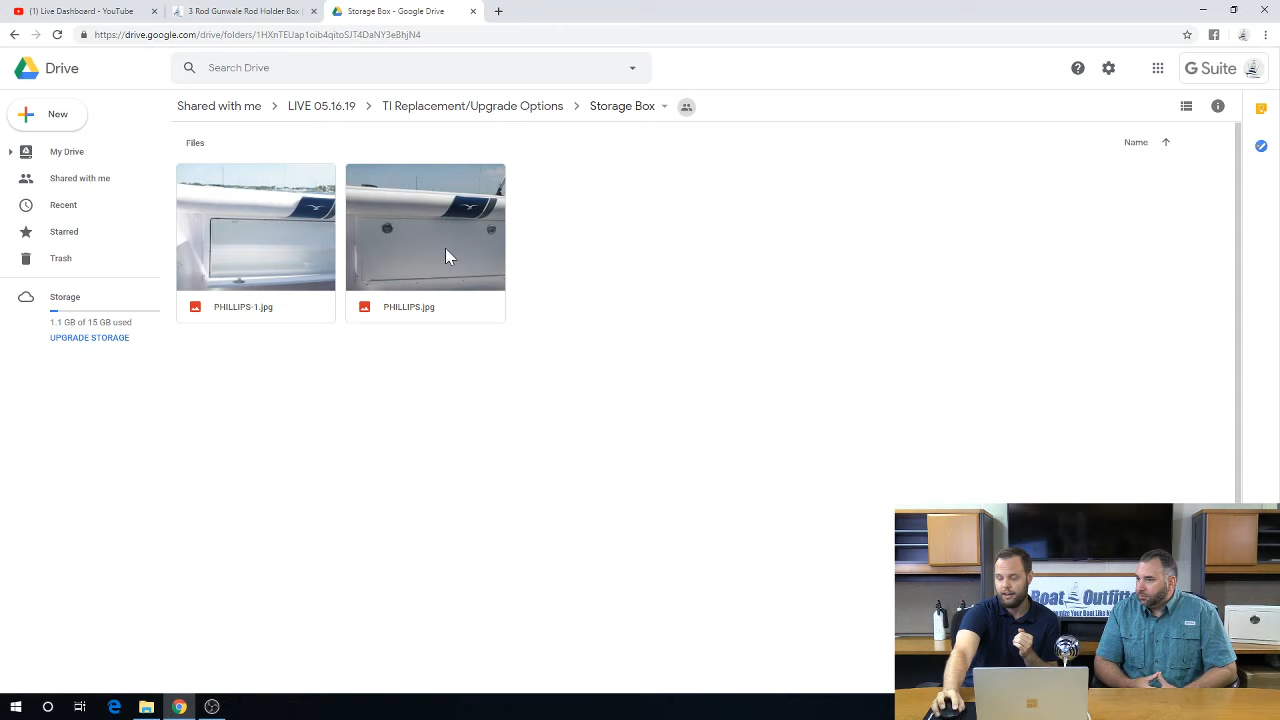 (1) Live Dashboard - YouTube
3 Rod Gunwale Rod Holder Box |
Storage Box - Google Drive
https://drive.google.com/drive/folders/1HXnTEUap1oib4qitoSJT4DaNY3eBhjN4
Drive
Search Drive
G Suite
New
Shared with me
LIVE 05.16.19
TI Replacement/Upgrade Options
Storage Box
My Drive
Shared with me
Recent
Starred
Trash
Storage
1.1 GB of 15 GB used
UPGRADE STORAGE
Files
Name
PHILLIPS-1.jpg
PHILLIPS.jpg
Boat Outfitt